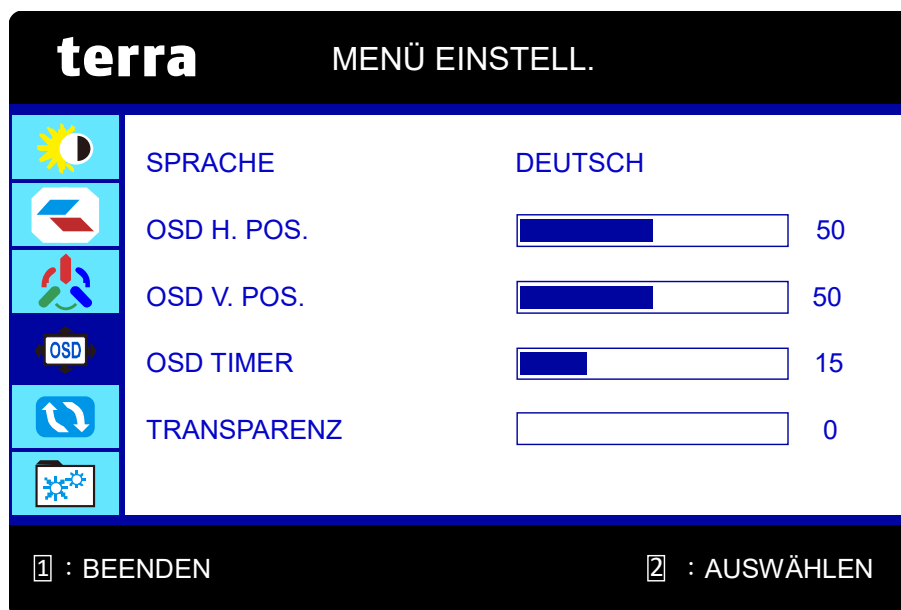 terra MENÜ EINSTELL.
SPRACHE DEUTSCH
OSD H. POS. 50
OSD V. POS. 50
OSD OSD TIMER 15
TRANSPARENZ 0
1 : BEENDEN 2 : AUSWÄHLEN